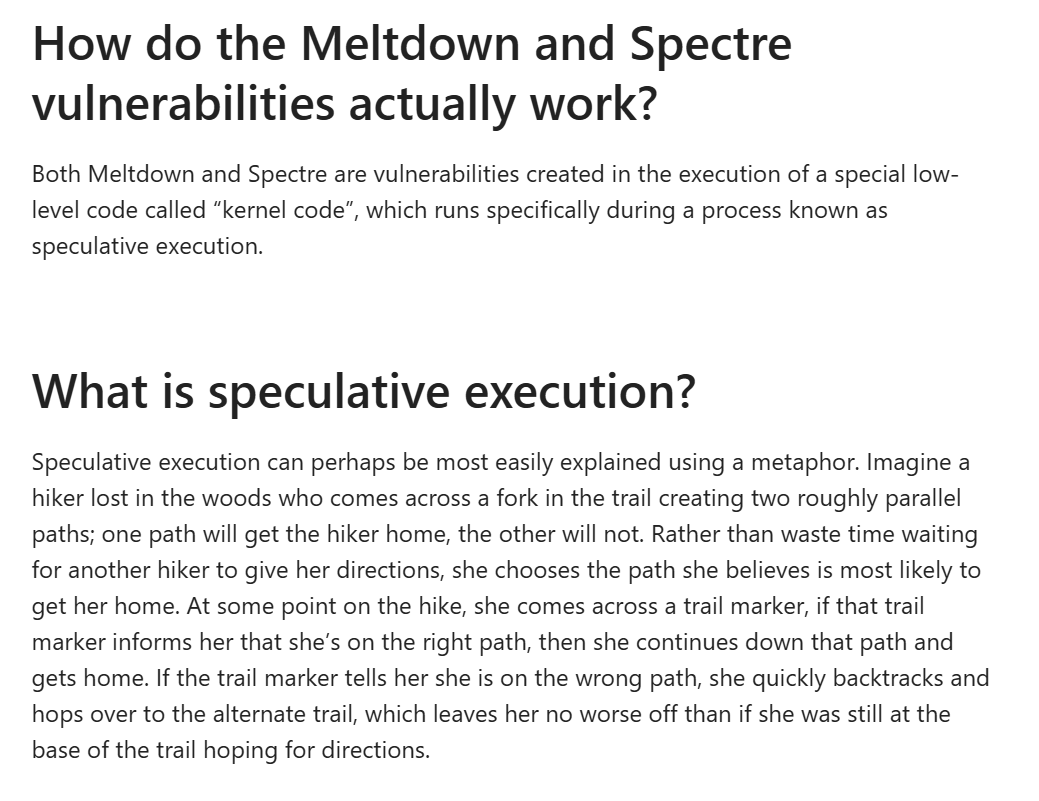 How do the Meltdown and Spectre
vulnerabilities actually work?
Both Meltdown and Spectre are vulnerabilities created in the execution of a special low-
level code called “kernel code”, which runs specifically during a process known as
speculative execution.
What is speculative execution?
Speculative execution can perhaps be most easily explained using a metaphor. Imagine a
hiker lost in the woods who comes across a fork in the trail creating two roughly parallel
paths; one path will get the hiker home, the other will not. Rather than waste time waiting
for another hiker to give her directions, she chooses the path she believes is most likely to
get her home. At some point on the hike, she comes across a trail marker, if that trail
marker informs her that she’s on the right path, then she continues down that path and
gets home. If the trail marker tells her she is on the wrong path, she quickly backtracks and
hops over to the alternate trail, which leaves her no worse off than if she was still at the
base of the trail hoping for directions.